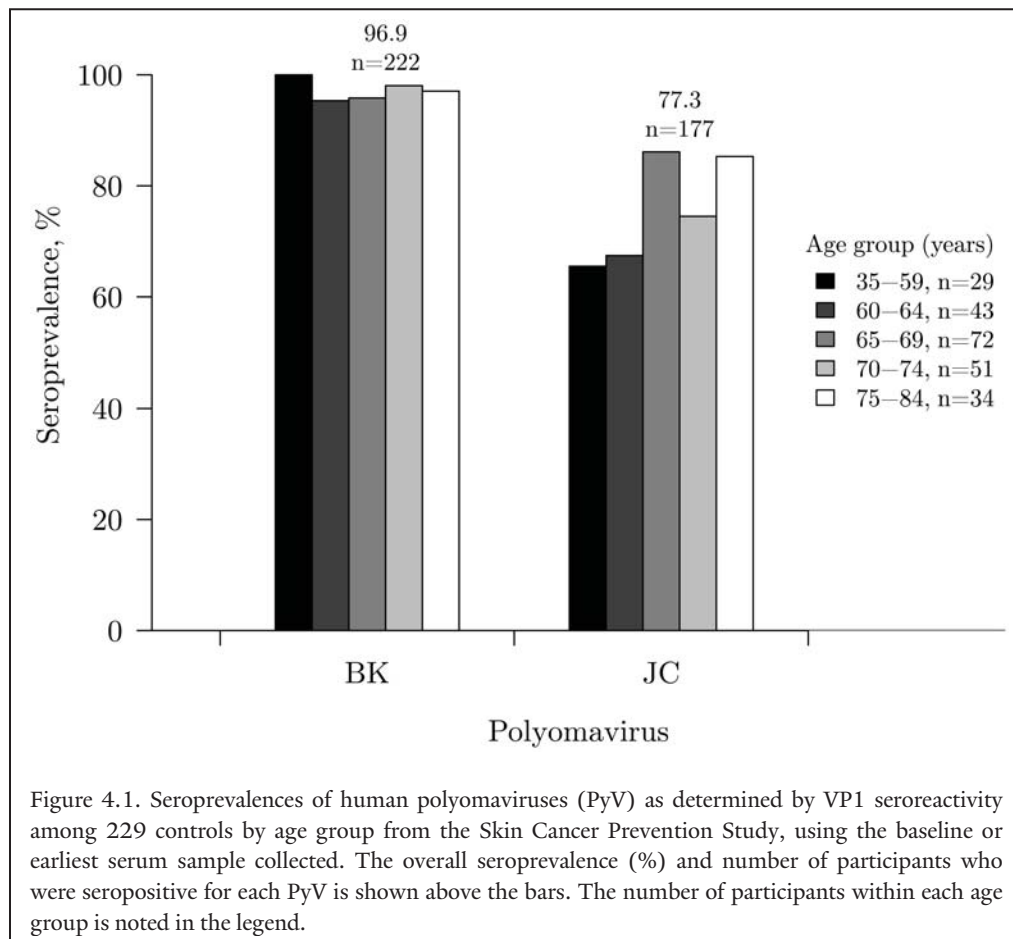 96.9
n=222
77.3
n=177
100
80
60
40
20
0
Seroprevalence, %
Age group (years)
35−59, n=29
60−64, n=43
65−69, n=72
70−74, n=51
75−84, n=34
BK
JC
Polyomavirus
Figure 4.1. Seroprevalences of human polyomaviruses (PyV) as determined by VP1 seroreactivity
among 229 controls by age group from the Skin Cancer Prevention Study, using the baseline or
earliest serum sample collected. The overall seroprevalence (%) and number of participants who
were seropositive for each PyV is shown above the bars. The number of participants within each age
group is noted in the legend.